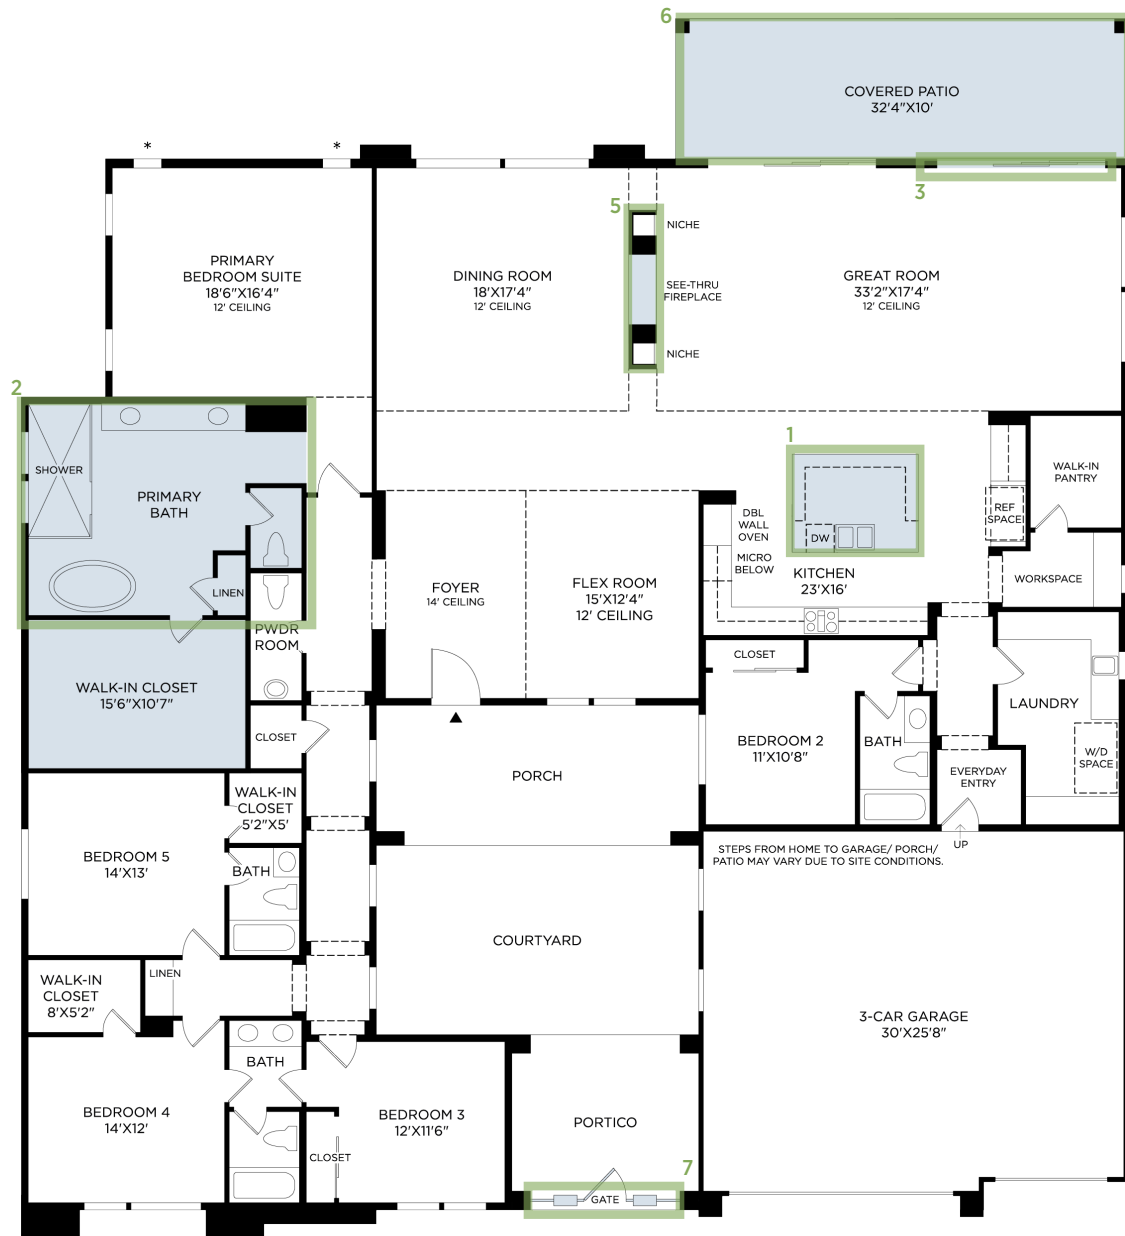 6
COVERED PATIO
32'4"X10'
*
*
3
5
NICHE
PRIMARY
BEDROOM SUITE
18'6"X16'4"
12' CEILING
DINING ROOM
18'X17'4"
12' CEILING
SEE-THRU
FIREPLACE
GREAT ROOM
33'2"X17'4"
12' CEILING
NICHE
2
1
SHOWER
PRIMARY
BATH
WALK-IN
PANTRY
DBL
WALL
OVEN
DW
REF
SPACE
MICRO
BELOW
KITCHEN
23'X16'
WORKSPACE
LINEN
FOYER
14' CEILING
FLEX ROOM
15'X12'4"
12' CEILING
PWDR
ROOM
CLOSET
WALK-IN CLOSET
15'6"X10'7"
LAUNDRY
CLOSET
BEDROOM 2
11'X10'8"
BATH
W/D
SPACE
PORCH
EVERYDAY
ENTRY
WALK-IN
CLOSET
5'2"X5'
UP
STEPS FROM HOME TO GARAGE/ PORCH/
PATIO MAY VARY DUE TO SITE CONDITIONS.
BEDROOM 5
14'X13'
BATH
COURTYARD
LINEN
WALK-IN
CLOSET
8'X5'2"
3-CAR GARAGE
30'X25'8"
BATH
BEDROOM 4
14'X12'
BEDROOM 3
12'X11'6"
PORTICO
CLOSET
7
GATE